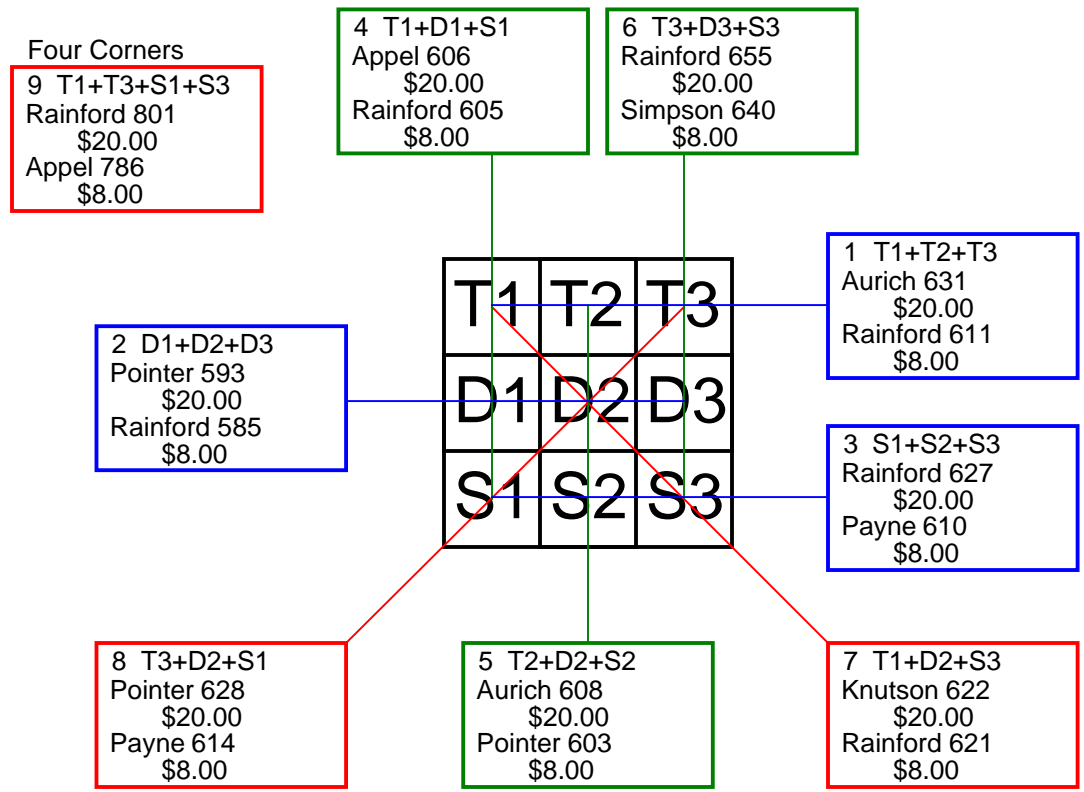 Four Corners
9 T1+T3+S1+S3
Rainford 801
$20.00
Appel 786
$8.00
4 T1+D1+S1
Appel 606
$20.00
Rainford 605
$8.00
6 T3+D3+S3
Rainford 655
$20.00
Simpson 640
$8.00
1 T1+T2+T3
Aurich 631
$20.00
Rainford 611
$8.00
2 D1+D2+D3
Pointer 593
$20.00
Rainford 585
$8.00
T1 T2 T3
D1 D2 D3
S1 S2 S3
3 S1+S2+S3
Rainford 627
$20.00
Payne 610
$8.00
8 T3+D2+S1
Pointer 628
$20.00
Payne 614
$8.00
5 T2+D2+S2
Aurich 608
$20.00
Pointer 603
$8.00
7 T1+D2+S3
Knutson 622
$20.00
Rainford 621
$8.00